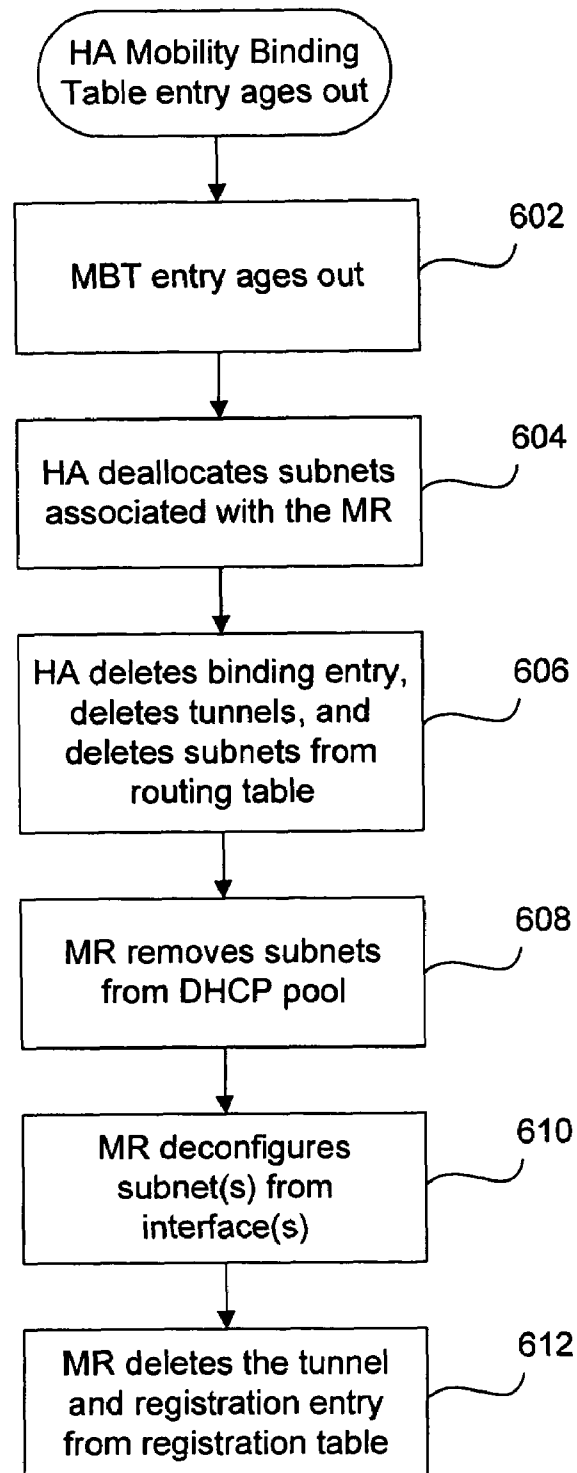 HA Mobility Binding
Table entry ages out
602
MBT entry ages out
604
HA deallocates subnets
associated with the MR
606
HA deletes binding entry,
deletes tunnels, and
deletes subnets from
routing table
608
MR removes subnets
from DHCP pool
610
MR deconfigures
subnet(s) from
interface(s)
612
MR deletes the tunnel
and registration entry
from registration table